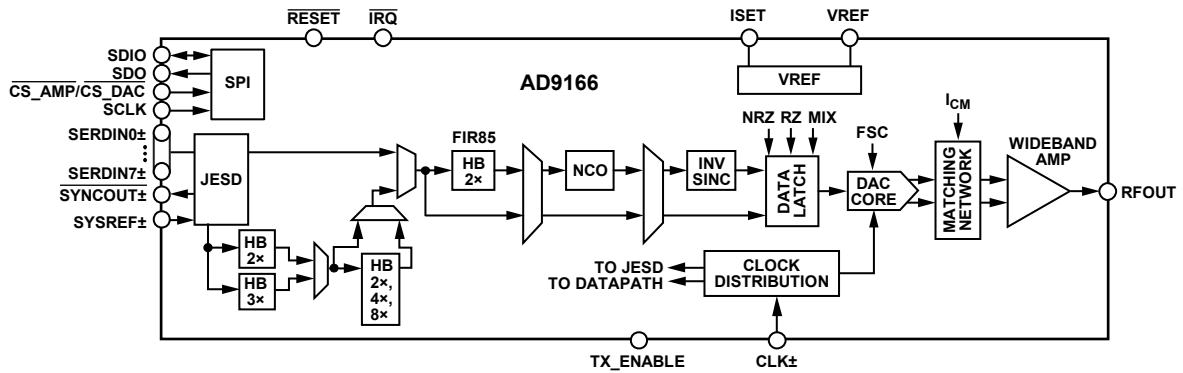 RESET
IRQ
ISET
VREF
SDIO
SDO
CS_AMP/CS_DAC
SCLK
SPI
AD9166
VREF
SERDIN0±
SERDIN7±
SYNCOUT±
SYSREF±
JESD
HB
2×
HB
3×
HB
2×,
4×,
8×
FIR85
HB
2×
NCO
INV
SINC
NRZ RZ MIX
DATA
LATCH
FSC
DAC
CORE
ICM
MATCHING
NETWORK
WIDEBAND
AMP
RFOUT
TO JESD
TO DATAPATH
CLOCK
DISTRIBUTION
TX_ENABLE
CLK±